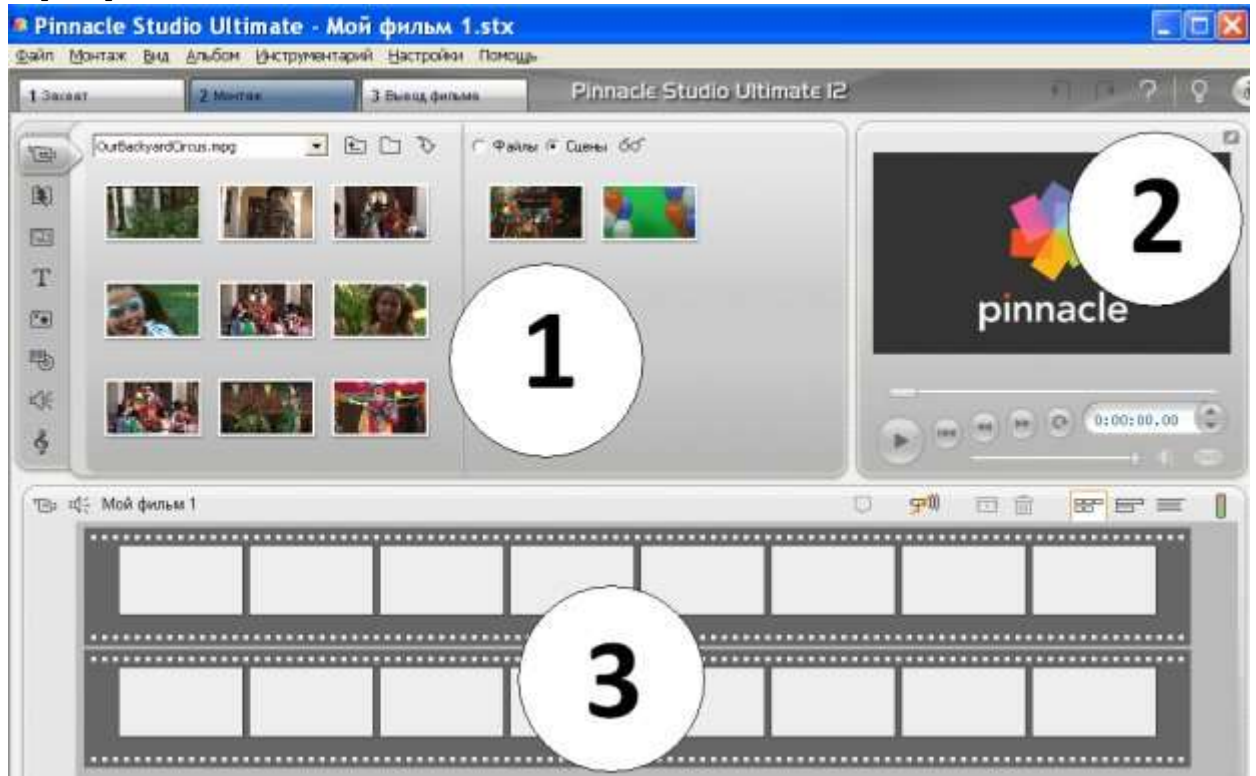 Pinnacle Studio Ultimate - Мой фильм 1.stx
Файл Монтаж Вид Альбом Инструментарий Настройки Помощь
1 Захват 2 Монтаж 3 Вывод фильма Pinnacle Studio Ultimate 12
OurBackyardCircus.mpg Файлы Сцены
T
1
2
pinnacle
0:00:00.00
Мой фильм 1
3